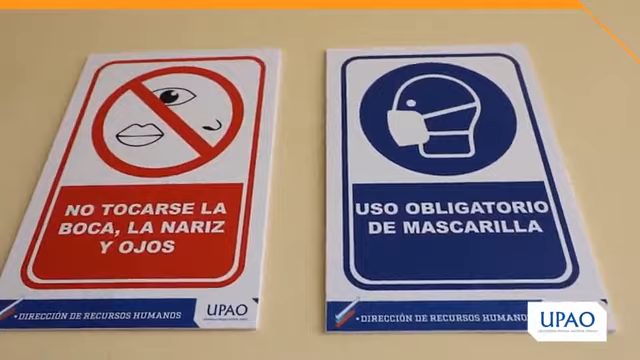 NO TOCARSE LA
BOCA, LA NARIZ
Y OJOS
• DIRECCIÓN DE RECURSOS HUMANOS
UPAO
USO OBLIGATORIO
DE MASCARILLA
• DIRECCIÓN DE RECURSOS HUMANOS
UPAO